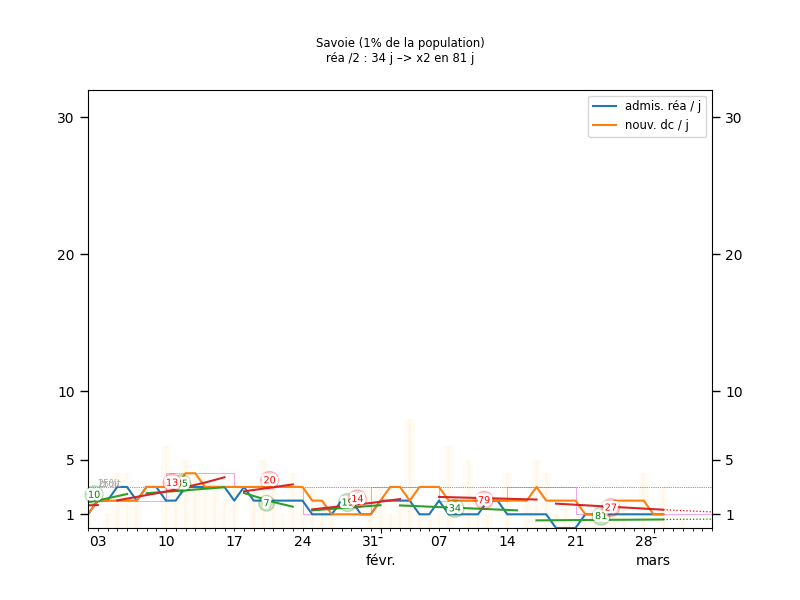 Savoie (1% de la population)
réa /2 : 34 j –> x2 en 81 j
admis. réa / j
nouv. dc / j
30 30
20 20
10 10
5 5
1 1
10 13 5 20 7 14 34 79 81 27
03 10 17 24 31 07 14 21 28
févr. mars